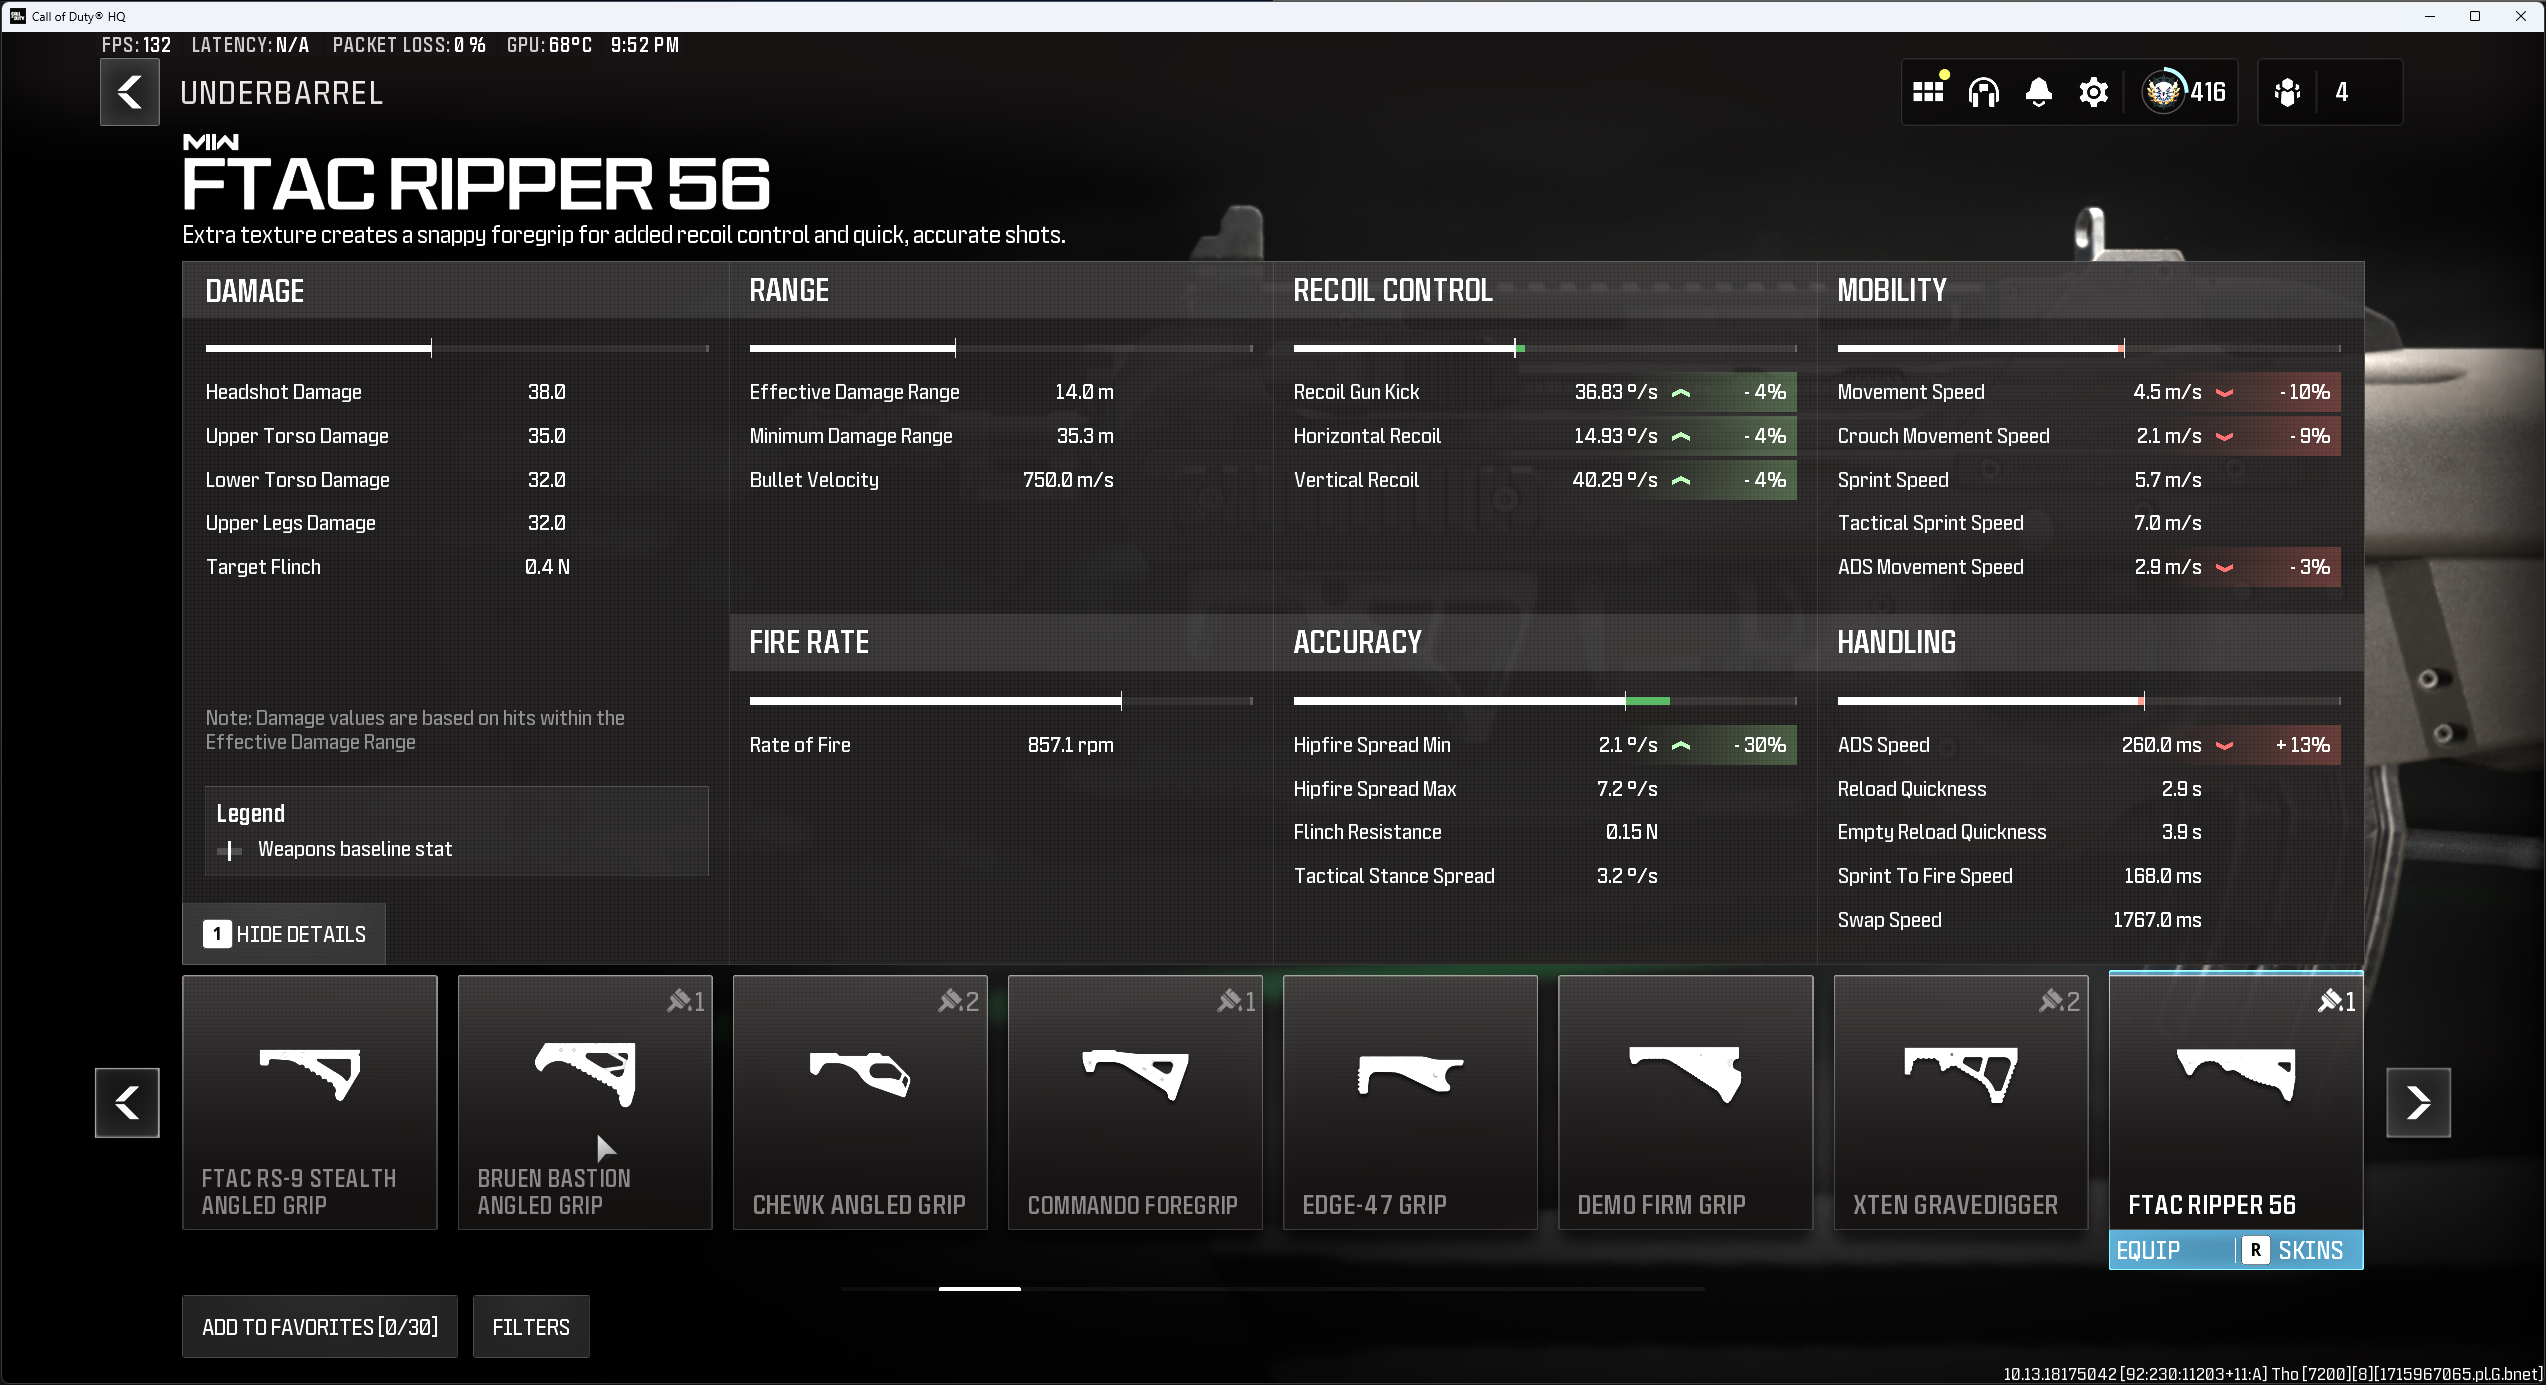 Call of Duty® HQ
FPS: 132 LATENCY: N/A PACKET LOSS: 0 % GPU: 68°C 9:52 PM
UNDERBARREL
416
4
MW
FTAC RIPPER 56
Extra texture creates a snappy foregrip for added recoil control and quick, accurate shots.
DAMAGE
Headshot Damage 38.0
Upper Torso Damage 35.0
Lower Torso Damage 32.0
Upper Legs Damage 32.0
Target Flinch 0.4 N
Note: Damage values are based on hits within the
Effective Damage Range
Legend
Weapons baseline stat
1 HIDE DETAILS
RANGE
Effective Damage Range 14.0 m
Minimum Damage Range 35.3 m
Bullet Velocity 750.0 m/s
FIRE RATE
Rate of Fire 857.1 rpm
RECOIL CONTROL
Recoil Gun Kick 36.83 º/s - 4%
Horizontal Recoil 14.93 º/s - 4%
Vertical Recoil 40.29 º/s - 4%
ACCURACY
Hipfire Spread Min 2.1 º/s - 30%
Hipfire Spread Max 7.2 º/s
Flinch Resistance 0.15 N
Tactical Stance Spread 3.2 º/s
MOBILITY
Movement Speed 4.5 m/s - 10%
Crouch Movement Speed 2.1 m/s - 9%
Sprint Speed 5.7 m/s
Tactical Sprint Speed 7.0 m/s
ADS Movement Speed 2.9 m/s - 3%
HANDLING
ADS Speed 260.0 ms + 13%
Reload Quickness 2.9 s
Empty Reload Quickness 3.9 s
Sprint To Fire Speed 168.0 ms
Swap Speed 1767.0 ms
FTAC RS-9 STEALTH
ANGLED GRIP
1
BRUEN BASTION
ANGLED GRIP
2
CHEWK ANGLED GRIP
1
COMMANDO FOREGRIP
EDGE-47 GRIP
DEMO FIRM GRIP
2
XTEN GRAVEDIGGER
1
FTAC RIPPER 56
EQUIP R SKINS
ADD TO FAVORITES [0/30]
FILTERS
10.13.18175042 [92:230:11203+11:A] Tho [7200][8][1715967065.pl.G.bnet]